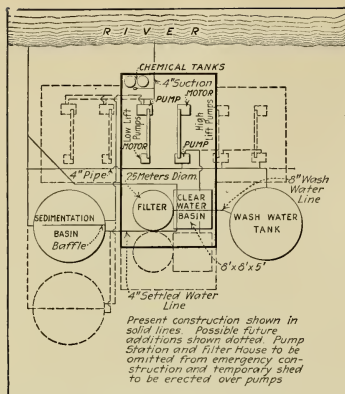 RIVER
CHEMICAL TANKS
4"Suction
MOTOR
PUMP
Low Lift
Pumps
High
Lift Pumps
MOTOR
PUMP
4"Pipe
.75Meters Diam.
8"Wash
Water
Line
FILTER
CLEAR
WATER
BASIN
SEDIMENTATION
BASIN
Baffle
WASH WATER
TANK
8'x8'x5'
4"Settled Water
Line
Present construction shown in
solid lines. Possible future
additions shown dotted. Pump
Station and Filter House to be
omitted from emergency con-
struction and temporary shed
to be erected over pumps